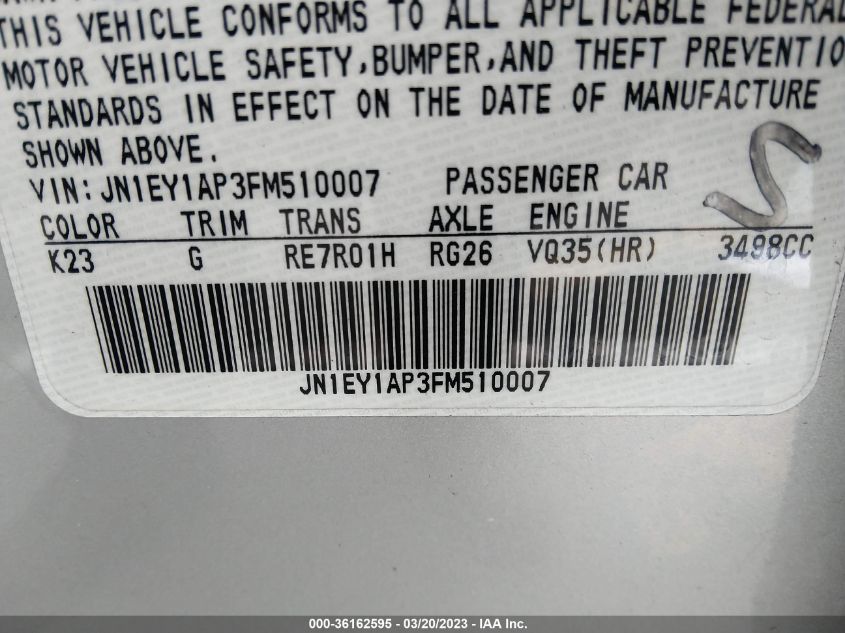 THIS VEHICLE CONFORMS TO ALL APPLICABLE FEDERAL
MOTOR VEHICLE SAFETY,BUMPER,AND THEFT PREVENTIO
STANDARDS IN EFFECT ON THE DATE OF MANUFACTURE
SHOWN ABOVE.
VIN:JN1EY1AP3FM510007 PASSENGER CAR
COLOR TRIM TRANS AXLE ENGINE
K23 G RE7R01H RG26 VQ35(HR) 3498CC
JN1EY1AP3FM510007
000-36162595 - 03/20/2023 - IAA Inc.